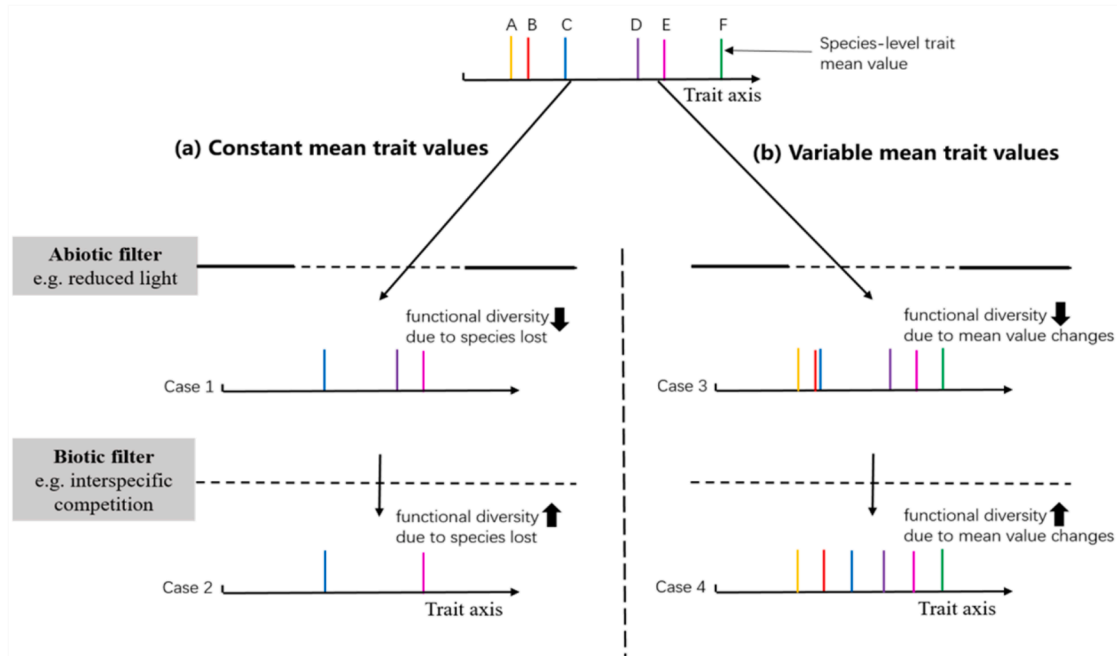 A B C D E F
Species-level trait
mean value
Trait axis
(a) Constant mean trait values
(b) Variable mean trait values
Abiotic filter
e.g. reduced light
functional diversity
due to species lost
Case 1
functional diversity
due to mean value changes
Case 3
Biotic filter
e.g. interspecific
competition
functional diversity
due to species lost
Case 2
Trait axis
functional diversity
due to mean value changes
Case 4
Trait axis